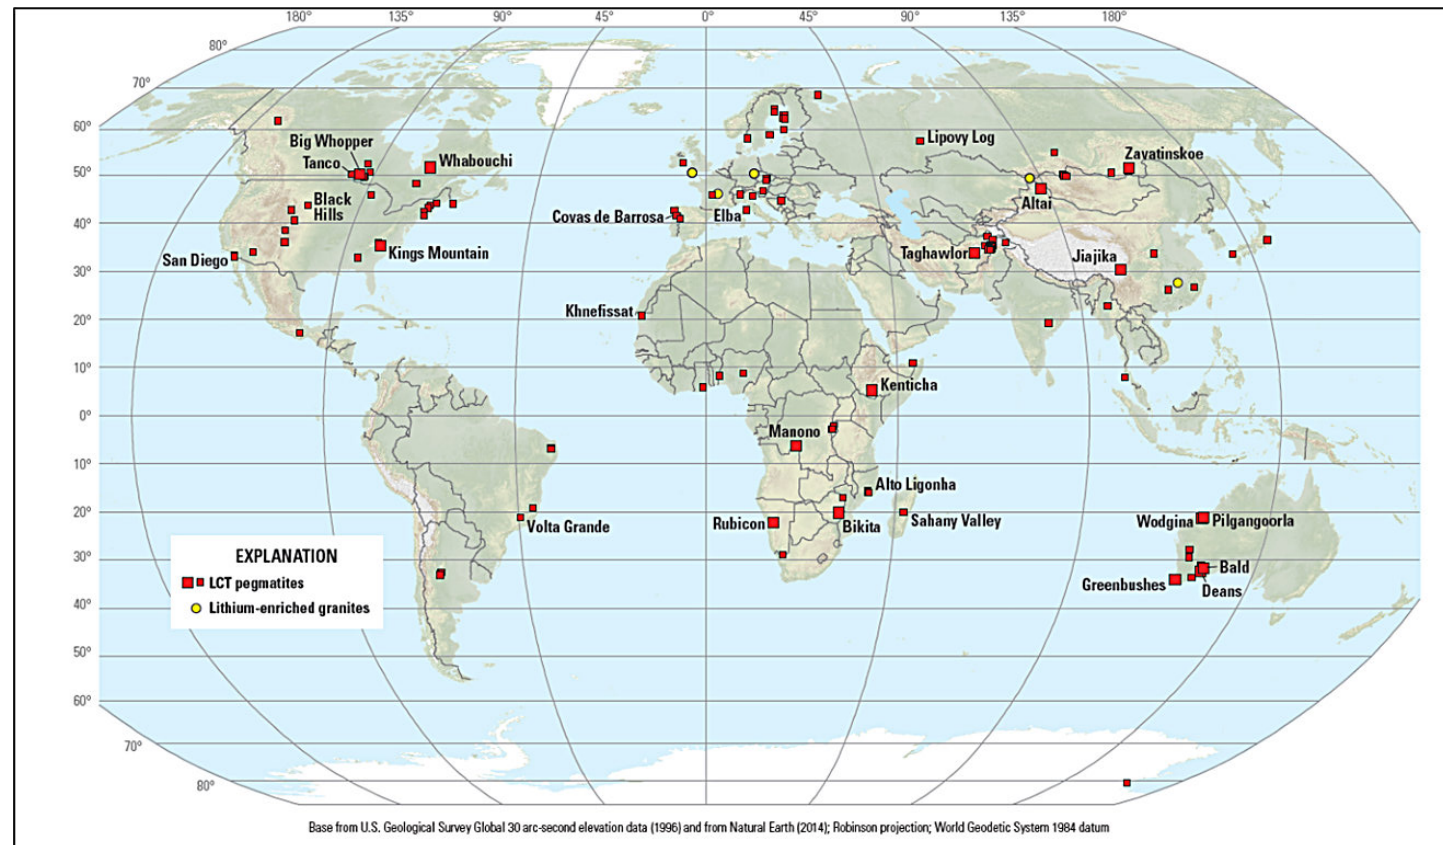 180° 135° 90° 45° 0° 45° 90° 135° 180°
80°
70°
60°
50°
40°
30°
20°
10°
0°
10°
20°
30°
40°
50°
60°
70°
80°
Big Whopper
Tanco
Whabouchi
Black
Hills
San Diego
Kings Mountain
Covas de Barrosa
Elba
Lipovy Log
Zavatinskoe
Altai
Taghawlor
Jiajika
Khnefissat
Kenticha
Manono
Alto Ligonha
Volta Grande
Rubicon
Bikita
Sahany Valley
Wodgina
Pilgangoorla
Bald
Greenbushes
Deans
EXPLANATION
LCT pegmatites
Lithium-enriched granites
Base from U.S. Geological Survey Global 30 arc-second elevation data (1996) and from Natural Earth (2014); Robinson projection; World Geodetic System 1984 datum